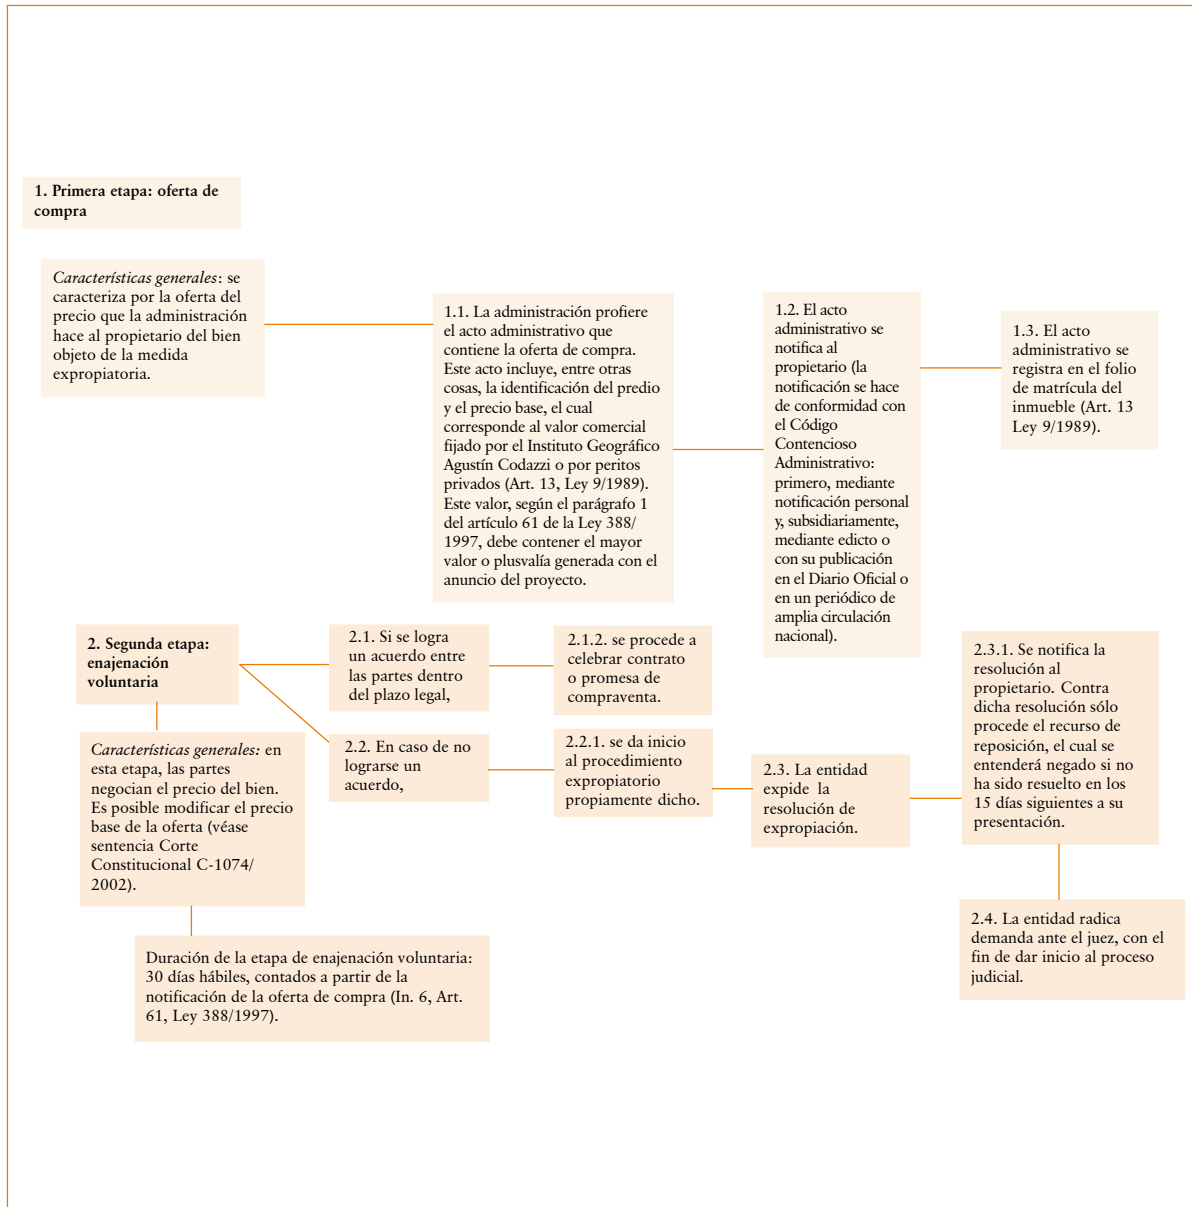 1. Primera etapa: oferta de
compra
Características generales: se
caracteriza por la oferta del
precio que la administración
hace al propietario del bien
objeto de la medida
expropiatoria.
1.1. La administración profiere
el acto administrativo que
contiene la oferta de compra.
Este acto incluye, entre otras
cosas, la identificación del predio
y el precio base, el cual
corresponde al valor comercial
fijado por el Instituto Geográfico
Agustín Codazzi o por peritos
privados (Art. 13, Ley 9/1989).
Este valor, según el parágrafo 1
del artículo 61 de la Ley 388/
1997, debe contener el mayor
valor o plusvalía generada con el
anuncio del proyecto.
1.2. El acto
administrativo se
notifica al
propietario (la
notificación se hace
de conformidad con
el Código
Contencioso
Administrativo:
primero, mediante
notificación personal
y, subsidiariamente,
mediante edicto o
con su publicación
en el Diario Oficial o
en un periódico de
amplia circulación
nacional).
1.3. El acto
administrativo se
registra en el folio
de matrícula del
inmueble (Art. 13
Ley 9/1989).
2. Segunda etapa:
enajenación
voluntaria
Características generales: en
esta etapa, las partes
negocian el precio del bien.
Es posible modificar el precio
base de la oferta (véase
sentencia Corte
Constitucional C-1074/
2002).
Duración de la etapa de enajenación voluntaria:
30 días hábiles, contados a partir de la
notificación de la oferta de compra (In. 6, Art.
61, Ley 388/1997).
2.1. Si se logra
un acuerdo entre
las partes dentro
del plazo legal,
2.1.2. se procede a
celebrar contrato
o promesa de
compraventa.
2.2. En caso de no
lograrse un
acuerdo,
2.2.1. se da inicio
al procedimiento
expropiatorio
propiamente dicho.
2.3. La entidad
expide la
resolución de
expropiación.
2.3.1. Se notifica la
resolución al
propietario. Contra
dicha resolución sólo
procede el recurso de
reposición, el cual se
entenderá negado si no
ha sido resuelto en los
15 días siguientes a su
presentación.
2.4. La entidad radica
demanda ante el juez, con el
fin de dar inicio al proceso
judicial.